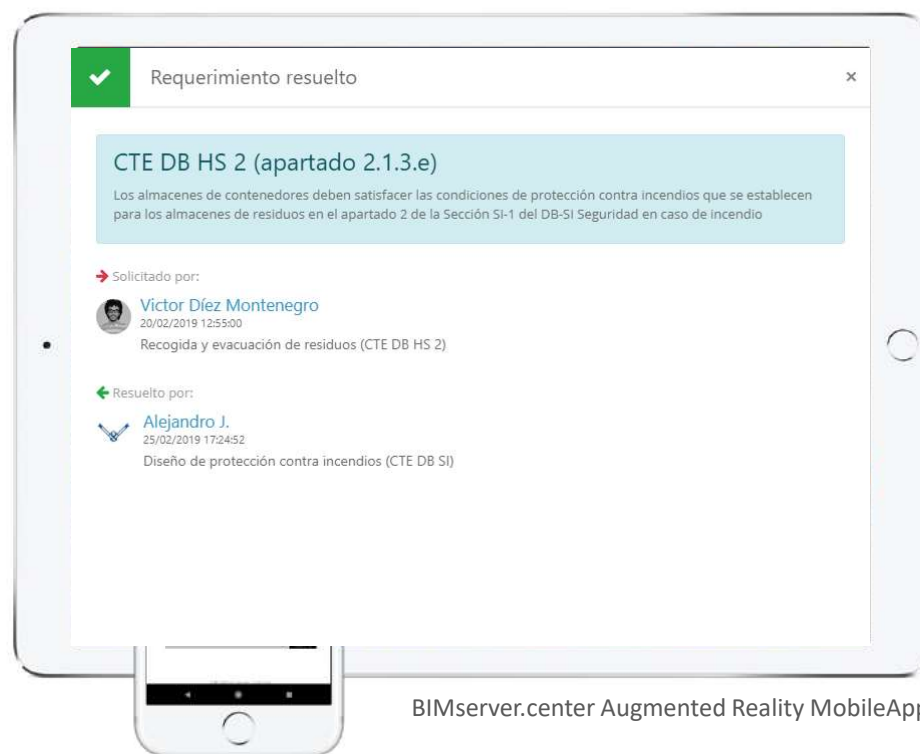 Requerimiento resuelto
×
CTE DB HS 2 (apartado 2.1.3.e)
Los almacenes de contenedores deben satisfacer las condiciones de protección contra incendios que se establecen
para los almacenes de residuos en el apartado 2 de la Sección SI-1 del DB-SI Seguridad en caso de incendio
Solicitado por:
Victor Díez Montenegro
20/02/2019 12:55:00
Recogida y evacuación de residuos (CTE DB HS 2)
Resuelto por:
Alejandro J.
25/02/2019 17:24:52
Diseño de protección contra incendios (CTE DB SI)
BIMserver.center Augmented Reality MobileApp